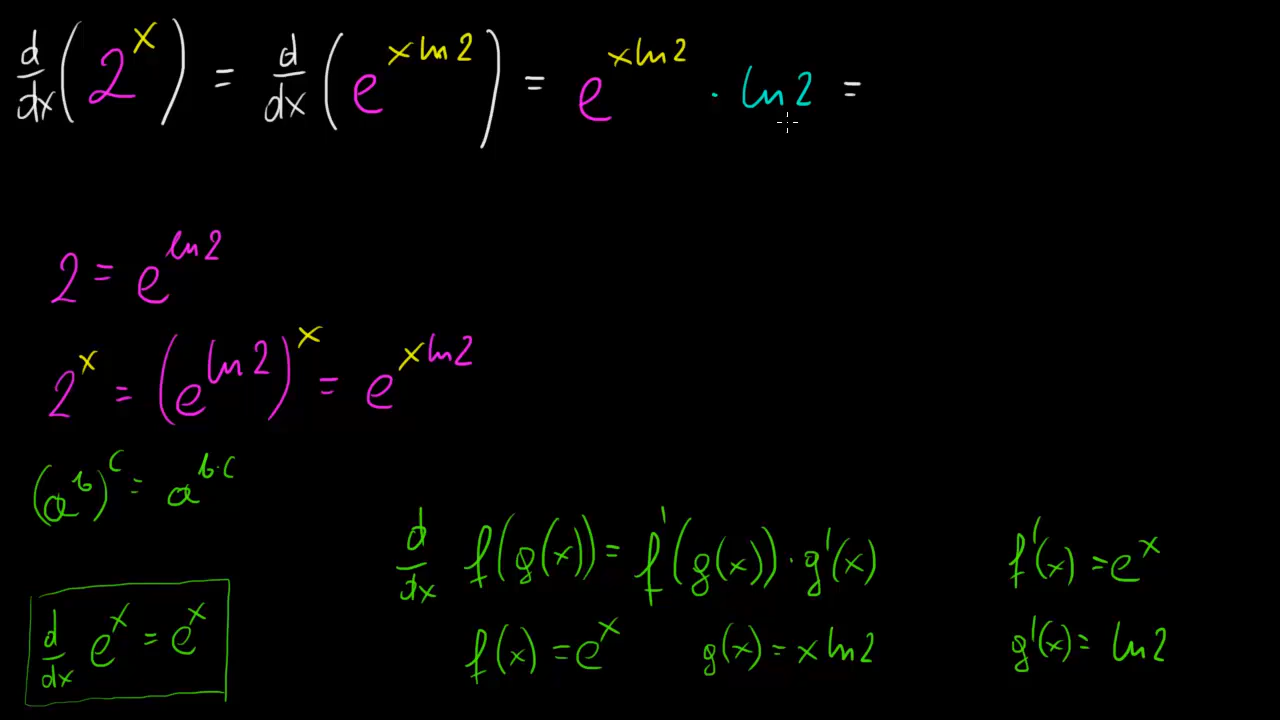 d/dx (2^x) = d/dx (e^(x ln2)) = e^(x ln2) · ln2 =
2 = e^(ln2)
2^x = (e^(ln2))^x = e^(x ln2)
(a^b)^c = a^(b·c)
d/dx f(g(x)) = f'(g(x)) · g'(x)
f'(x) = e^x
d/dx e^x = e^x
f(x) = e^x
g(x) = x ln2
g'(x) = ln2